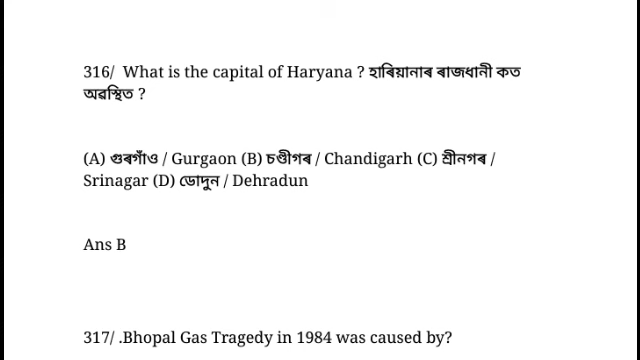 316/ What is the capital of Haryana ? হাৰিয়ানাৰ ৰাজধানী কত
অৱস্থিত ?
(A) গুৰগাঁও / Gurgaon (B) চণ্ডীগৰ / Chandigarh (C) শ্ৰীনগৰ /
Srinagar (D) ডোদুন / Dehradun
Ans B
317/ .Bhopal Gas Tragedy in 1984 was caused by?